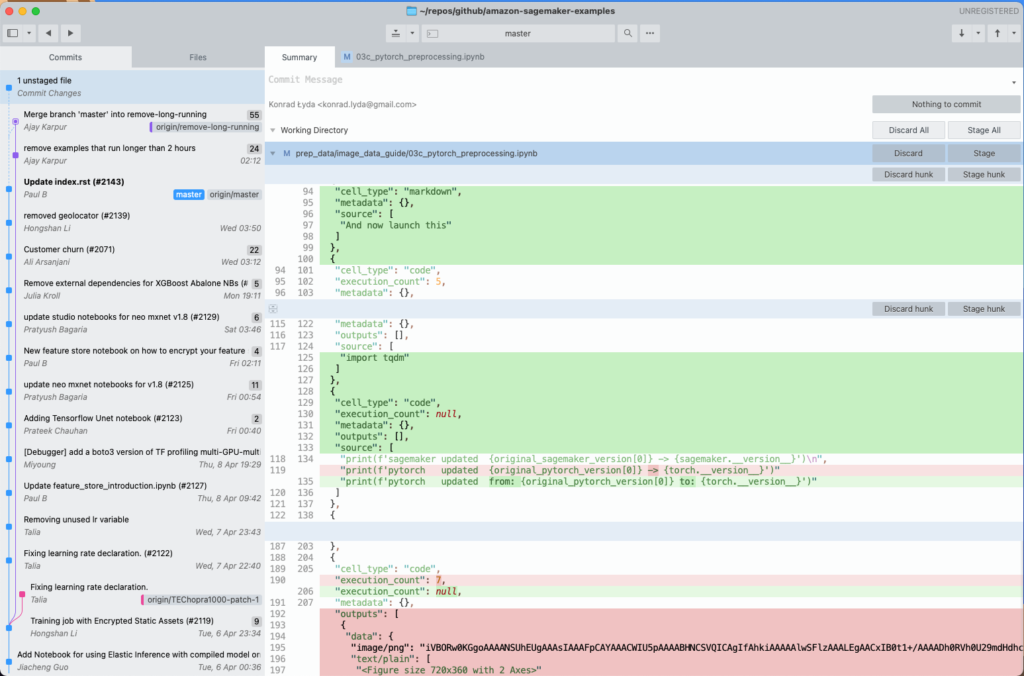 ~/repos/github/amazon-sagemaker-examples
UNREGISTERED
master
Commits
Files
Summary
M 03c_pytorch_preprocessing.ipynb
1 unstaged file
Commit Changes
Merge branch 'master' into remove-long-running 55
Ajay Karpur origin/remove-long-running
remove examples that run longer than 2 hours 24
Ajay Karpur 02:12
Update index.rst (#2143)
Paul B master origin/master
removed geolocator (#2139)
Hongshan Li Wed 03:50
Customer churn (#2071) 22
Ali Arsanjani Wed 03:12
Remove external dependencies for XGBoost Abalone NBs (# 5
Julia Kroll Mon 19:11
update studio notebooks for neo mxnet v1.8 (#2129) 6
Pratyush Bagaria Sat 03:46
New feature store notebook on how to encrypt your feature 4
Paul B Fri 02:11
update neo mxnet notebooks for v1.8 (#2125) 11
Pratyush Bagaria Fri 00:54
Adding Tensorflow Unet notebook (#2123) 2
Prateek Chauhan Fri 00:40
[Debugger] add a boto3 version of TF profiling multi-GPU-multi
Miyoung Thu, 8 Apr 19:29
Update feature_store_introduction.ipynb (#2127)
Paul B Thu, 8 Apr 09:42
Removing unused lr variable
Talia Wed, 7 Apr 23:43
Fixing learning rate declaration. (#2122)
Talia Wed, 7 Apr 22:40
Fixing learning rate declaration.
Talia origin/TEChopra1000-patch-1
Training job with Encrypted Static Assets (#2119) 9
Hongshan Li Tue, 6 Apr 23:34
Add Notebook for using Elastic Inference with compiled model on
Jiacheng Guo Tue, 6 Apr 00:36
Commit Message
Konrad Łyda <konrad.lyda@gmail.com>
Nothing to commit
Working Directory
Discard All
Stage All
M prep_data/image_data_guide/03c_pytorch_preprocessing.ipynb
Discard
Stage
Discard hunk
Stage hunk
94 "cell_type": "markdown",
95 "metadata": {},
96 "source": [
97 "And now launch this"
98 ]
99 },
100 {
94 101 "cell_type": "code",
95 102 "execution_count": 5,
96 103 "metadata": {},
Discard hunk
Stage hunk
115 122 "metadata": {},
116 123 "outputs": [],
117 124 "source": [
125 "import tqdm"
126 ]
127 },
128 {
129 "cell_type": "code",
130 "execution_count": null,
131 "metadata": {},
132 "outputs": [],
133 "source": [
118 134 "print(f'sagemaker updated {original_sagemaker_version[0]} -> {sagemaker.__version__}')\n",
119 "print(f'pytorch updated {original_pytorch_version[0]} -> {torch.__version__}')"
135 "print(f'pytorch updated from: {original_pytorch_version[0]} to: {torch.__version__}')"
120 136 ]
121 137 },
122 138 {
187 203 },
188 204 {
189 205 "cell_type": "code",
190 "execution_count": 7,
206 "execution_count": null,
191 207 "metadata": {},
192 "outputs": [
193 {
194 "data": {
195 "image/png": "iVBORw0KGgoAAAANSUhEUgAAAsIAAAFpCAYAAACWIU5pAAAABHNCSVQICAgIfAhkiAAAAAlwSFlzAAALEgAACxIB0t1+/AAAADh0RVh0U29mdHdhc
196 "text/plain": [
197 "<Figure size 720x360 with 2 Axes>"